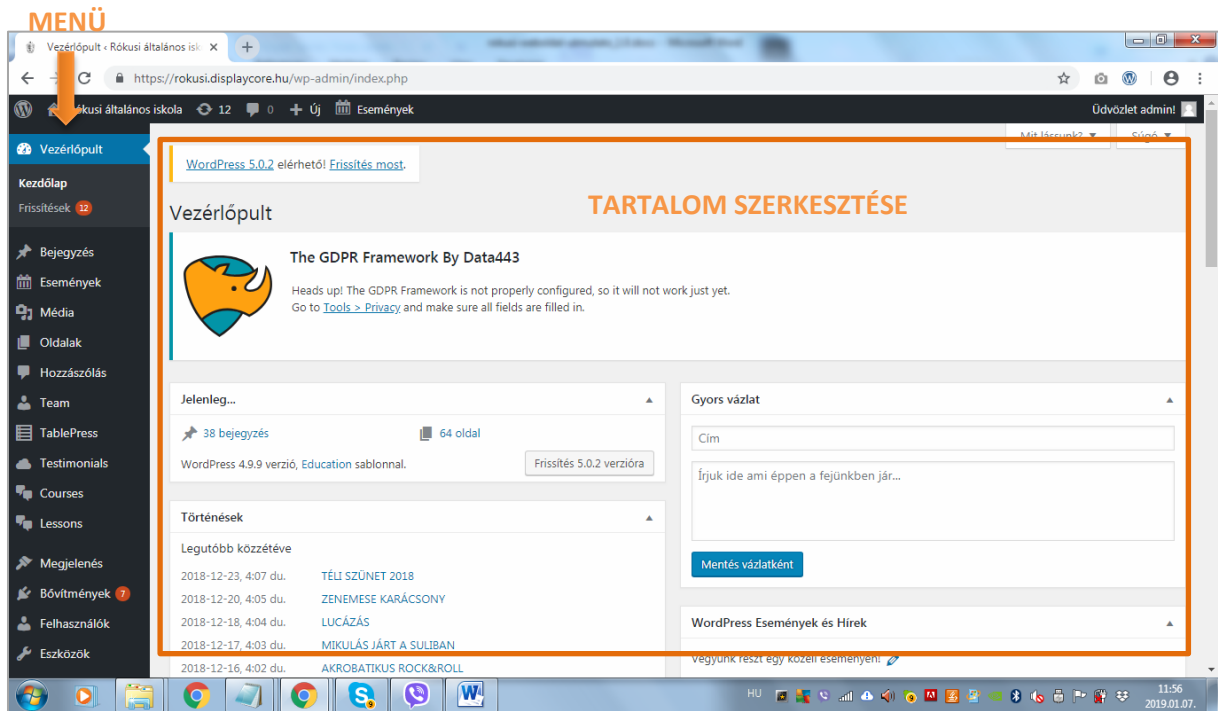 MENÜ
Vezérlőpult ‹ Rókusi általános isk
https://rokusi.displaycore.hu/wp-admin/index.php
kusi általános iskola 12 0 Új Események Üdvözlet admin!
Mit lássunk? Súgó
Vezérlőpult
Kezdőlap
Frissítések 12
Bejegyzés
Események
Média
Oldalak
Hozzászólás
Team
TablePress
Testimonials
Courses
Lessons
Megjelenés
Bővítmények 7
Felhasználók
Eszközök
WordPress 5.0.2 elérhető! Frissítés most.
TARTALOM SZERKESZTÉSE
Vezérlőpult
The GDPR Framework By Data443
Heads up! The GDPR Framework is not properly configured, so it will not work just yet.
Go to Tools > Privacy and make sure all fields are filled in.
Jelenleg...
38 bejegyzés 64 oldal
WordPress 4.9.9 verzió, Education sablonnal. Frissítés 5.0.2 verzióra
Történések
Legutóbb közzétéve
2018-12-23, 4:07 du. TÉLI SZÜNET 2018
2018-12-20, 4:05 du. ZENEMESE KARÁCSONY
2018-12-18, 4:04 du. LUCÁZÁS
2018-12-17, 4:03 du. MIKULÁS JÁRT A SULIBAN
2018-12-16, 4:02 du. AKROBATIKUS ROCK&ROLL
Gyors vázlat
Cím
Írjuk ide ami éppen a fejünkben jár...
Mentés vázlatként
WordPress Események és Hírek
Vegyünk részt egy közeli eseményen!
HU
11:56
2019.01.07.